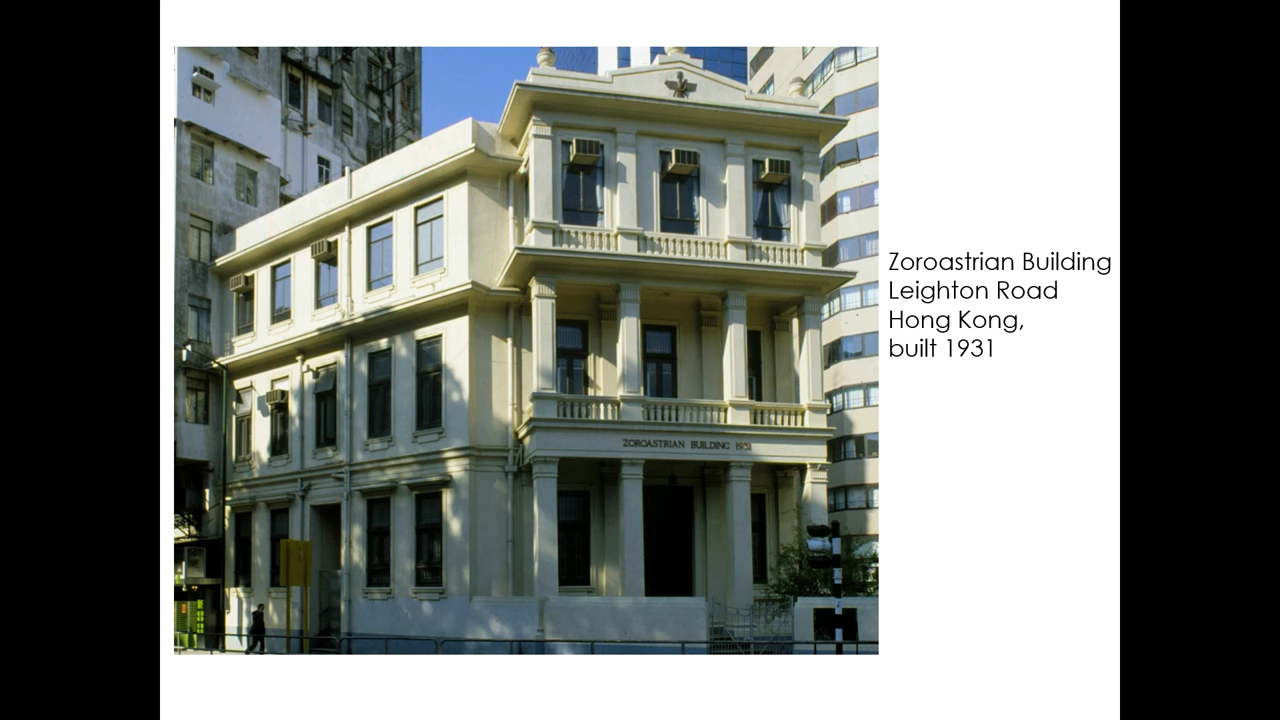 ZOROASTRIAN BUILDING 1931
Zoroastrian Building
Leighton Road
Hong Kong,
built 1931